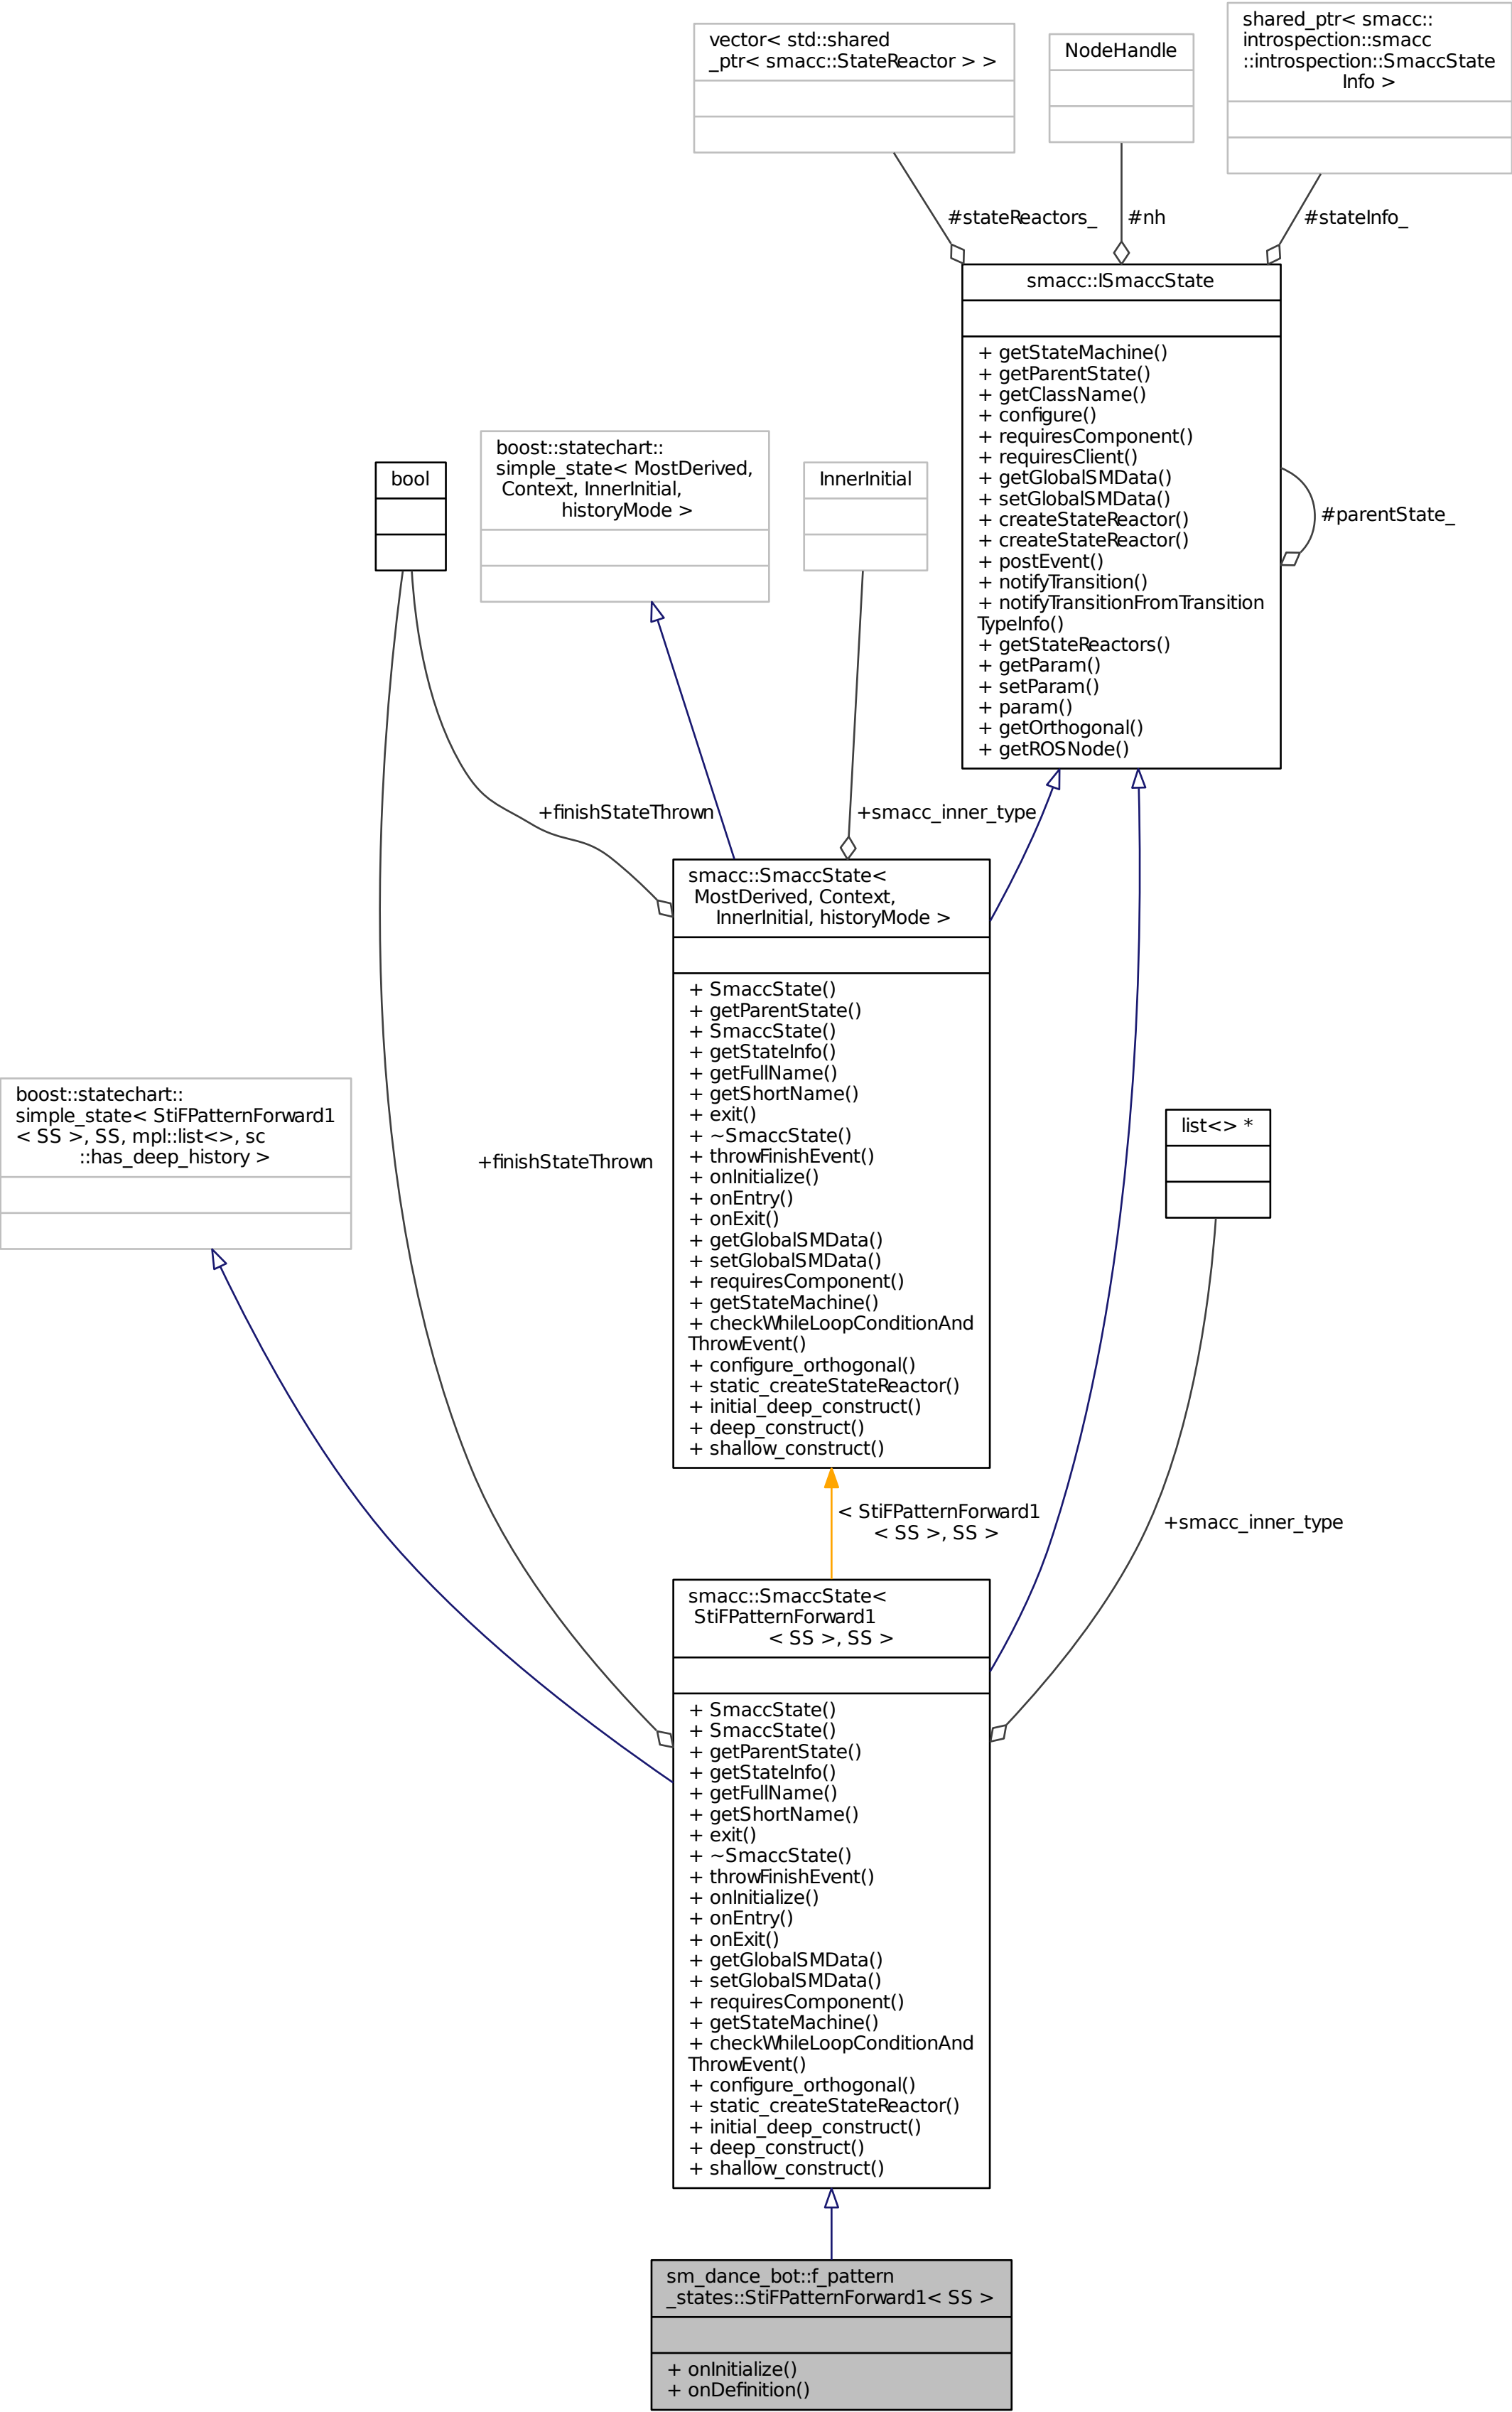 vector< std::shared
_ptr< smacc::StateReactor > >
NodeHandle
shared_ptr< smacc::
introspection::smacc
::introspection::SmaccState
Info >
#stateReactors_
#nh
#stateInfo_
smacc::ISmaccState
+ getStateMachine()
+ getParentState()
+ getClassName()
+ configure()
+ requiresComponent()
+ requiresClient()
+ getGlobalSMData()
+ setGlobalSMData()
+ createStateReactor()
+ createStateReactor()
+ postEvent()
+ notifyTransition()
+ notifyTransitionFromTransition
TypeInfo()
+ getStateReactors()
+ getParam()
+ setParam()
+ param()
+ getOrthogonal()
+ getROSNode()
#parentState_
bool
boost::statechart::
simple_state< MostDerived,
Context, InnerInitial,
historyMode >
InnerInitial
+finishStateThrown
+smacc_inner_type
smacc::SmaccState<
MostDerived, Context,
InnerInitial, historyMode >
+ SmaccState()
+ getParentState()
+ SmaccState()
+ getStateInfo()
+ getFullName()
+ getShortName()
+ exit()
+ ~SmaccState()
+ throwFinishEvent()
+ onInitialize()
+ onEntry()
+ onExit()
+ getGlobalSMData()
+ setGlobalSMData()
+ requiresComponent()
+ getStateMachine()
+ checkWhileLoopConditionAnd
ThrowEvent()
+ configure_orthogonal()
+ static_createStateReactor()
+ initial_deep_construct()
+ deep_construct()
+ shallow_construct()
boost::statechart::
simple_state< StiFPatternForward1
< SS >, SS, mpl::list<>, sc
::has_deep_history >
+finishStateThrown
list<> *
< StiFPatternForward1
< SS >, SS >
+smacc_inner_type
smacc::SmaccState<
StiFPatternForward1
< SS >, SS >
+ SmaccState()
+ SmaccState()
+ getParentState()
+ getStateInfo()
+ getFullName()
+ getShortName()
+ exit()
+ ~SmaccState()
+ throwFinishEvent()
+ onInitialize()
+ onEntry()
+ onExit()
+ getGlobalSMData()
+ setGlobalSMData()
+ requiresComponent()
+ getStateMachine()
+ checkWhileLoopConditionAnd
ThrowEvent()
+ configure_orthogonal()
+ static_createStateReactor()
+ initial_deep_construct()
+ deep_construct()
+ shallow_construct()
sm_dance_bot::f_pattern
_states::StiFPatternForward1< SS >
+ onInitialize()
+ onDefinition()